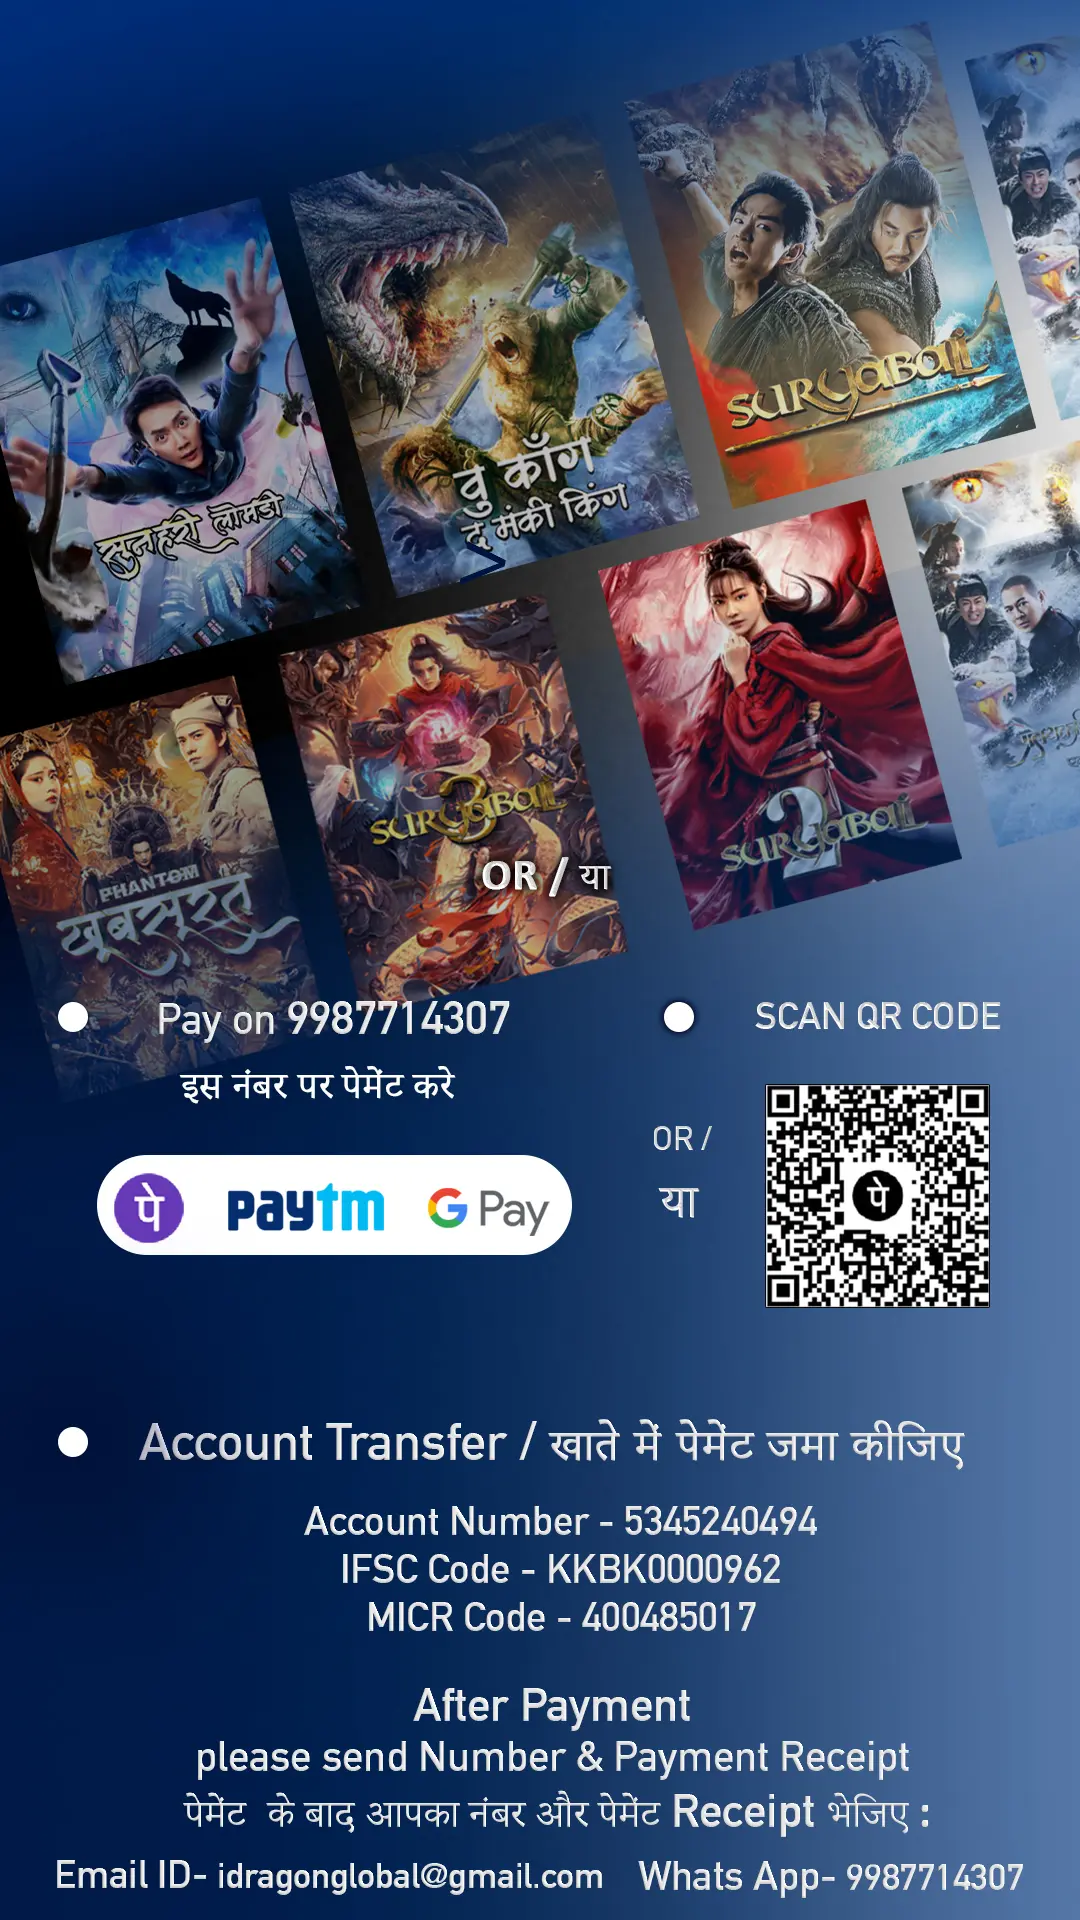 SURYABALI
वु काँग
द मंकी किंग
सुनहरी लोमडी
SURYABALI
3
SURYABALI
2
PHANTOM
खूबसूरत
OR / या
Pay on 9987714307
इस नंबर पर पेमेंट करे
SCAN QR CODE
OR /
या
पे paytm G Pay
पे
Account Transfer / खाते में पेमेंट जमा कीजिए
Account Number - 5345240494
IFSC Code - KKBK0000962
MICR Code - 400485017
After Payment
please send Number & Payment Receipt
पेमेंट के बाद आपका नंबर और पेमेंट Receipt भेजिए :
Email ID- idragonglobal@gmail.com Whats App- 9987714307